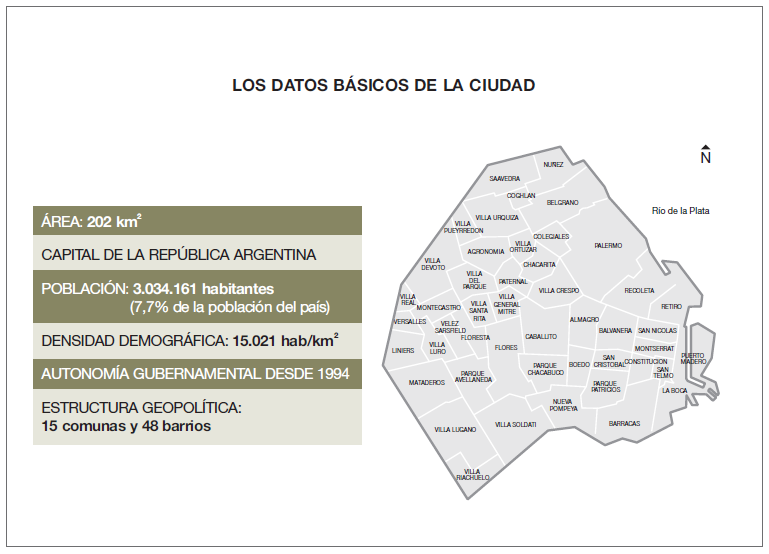 LOS DATOS BÁSICOS DE LA CIUDAD
ÁREA: 202 km²
CAPITAL DE LA REPÚBLICA ARGENTINA
POBLACIÓN: 3.034.161 habitantes
(7,7% de la población del país)
DENSIDAD DEMOGRÁFICA: 15.021 hab/km²
AUTONOMÍA GUBERNAMENTAL DESDE 1994
ESTRUCTURA GEOPOLÍTICA:
15 comunas y 48 barrios
N
Río de la Plata
NUÑEZ
SAAVEDRA
COGHLAN
BELGRANO
VILLA URQUIZA
VILLA
PUEYRREDON
COLEGIALES
VILLA
ORTUZAR
PALERMO
AGRONOMIA
VILLA
DEVOTO
CHACARITA
VILLA
DEL
PARQUE
PATERNAL
VILLA CRESPO
RECOLETA
VILLA
REAL
MONTECASTRO
VILLA
SANTA
RITA
VILLA
GENERAL
MITRE
RETIRO
VERSALLES
VELEZ
SARSFIELD
FLORESTA
ALMAGRO
BALVANERA
SAN NICOLAS
CABALLITO
LINIERS
VILLA
LURO
FLORES
MONTSERRAT
PUERTO
MADERO
SAN
CRISTOBAL
CONSTITUCION
BOEDO
PARQUE
CHACABUCO
SAN
TELMO
MATADEROS
PARQUE
AVELLANEDA
PARQUE
PATRICIOS
LA BOCA
NUEVA
POMPEYA
BARRACAS
VILLA LUGANO
VILLA SOLDATI
VILLA
RIACHUELO